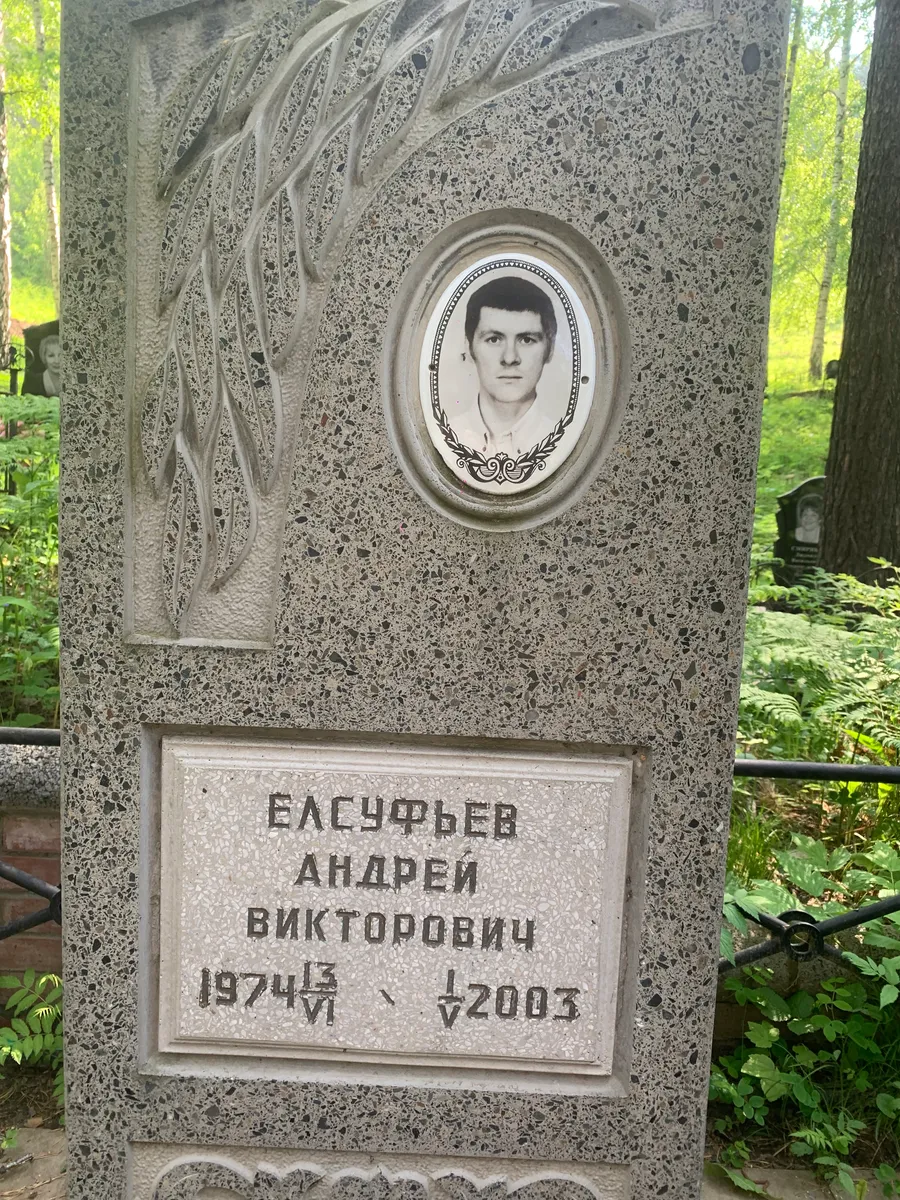 ЕЛСУФЬЕВ
АНДРЕЙ
ВИКТОРОВИЧ
1974 13/VI - 1/V 2003